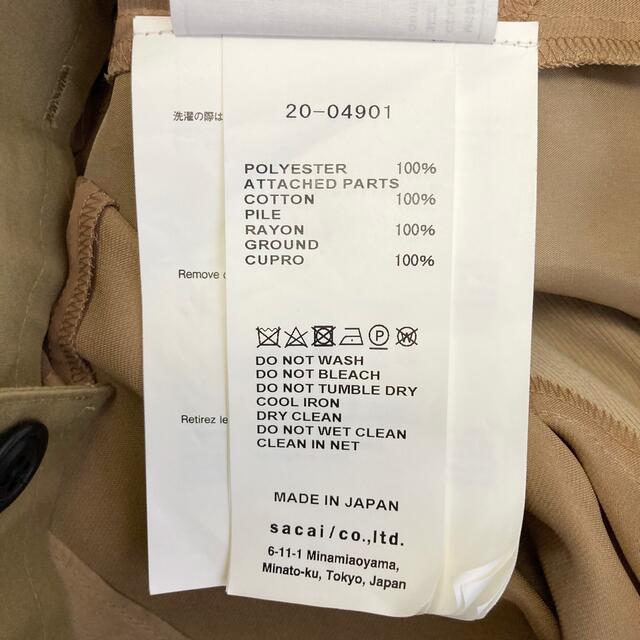 洗濯の際は
20-04901
POLYESTER 100%
ATTACHED PARTS
COTTON 100%
PILE
RAYON 100%
GROUND
CUPRO 100%
Remove
P
W
DO NOT WASH
DO NOT BLEACH
DO NOT TUMBLE DRY
COOL IRON
DRY CLEAN
DO NOT WET CLEAN
CLEAN IN NET
Retirez le
MADE IN JAPAN
sacai/co.,ltd.
6-11-1 Minamiaoyama,
Minato-ku, Tokyo, Japan